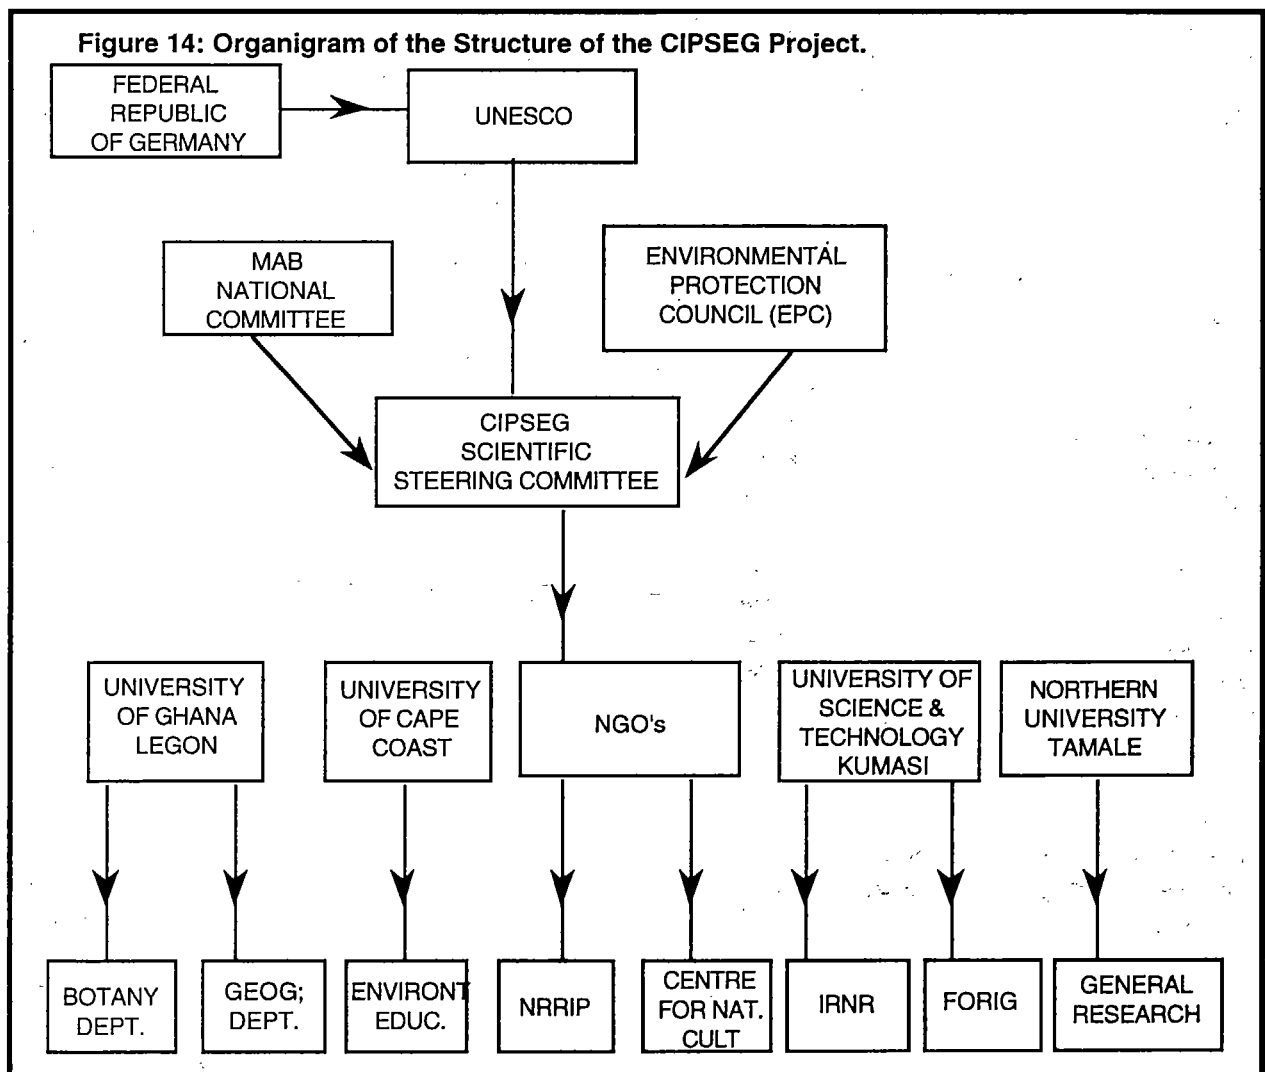 Figure 14: Organigram of the Structure of the CIPSEG Project.
FEDERAL
REPUBLIC
OF GERMANY
UNESCO
MAB
NATIONAL
COMMITTEE
ENVIRONMENTAL
PROTECTION
COUNCIL (EPC)
CIPSEG
SCIENTIFIC
STEERING COMMITTEE
UNIVERSITY
OF GHANA
LEGON
UNIVERSITY
OF CAPE
COAST
NGO's
UNIVERSITY OF
SCIENCE &
TECHNOLOGY
KUMASI
NORTHERN
UNIVERSITY
TAMALE
BOTANY
DEPT.
GEOG;
DEPT.
ENVIRONT
EDUC.
NRRIP
CENTRE
FOR NAT.
CULT
IRNR
FORIG
GENERAL
RESEARCH